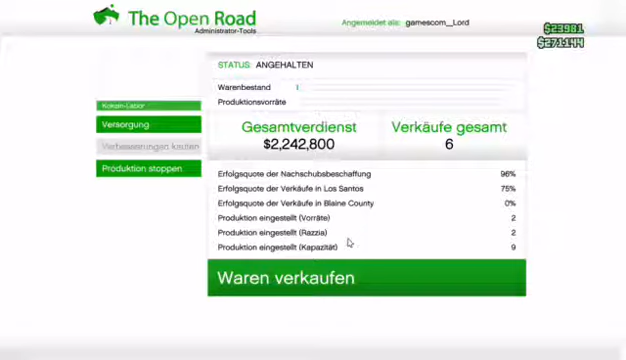 The Open Road
Administrator-Tools
Angemeldet als: gamescom__Lord
$23981
$271144
STATUS: ANGEHALTEN
Warenbestand
Produktionsvorräte
Kokain-Labor
Versorgung
Verbesserungen kaufen
Produktion stoppen
Gesamtverdienst
$2,242,800
Verkäufe gesamt
6
Erfolgsquote der Nachschubsbeschaffung 96%
Erfolgsquote der Verkäufe in Los Santos 75%
Erfolgsquote der Verkäufe in Blaine County 0%
Produktion eingestellt (Vorräte) 2
Produktion eingestellt (Razzia) 2
Produktion eingestellt (Kapazität) 9
Waren verkaufen